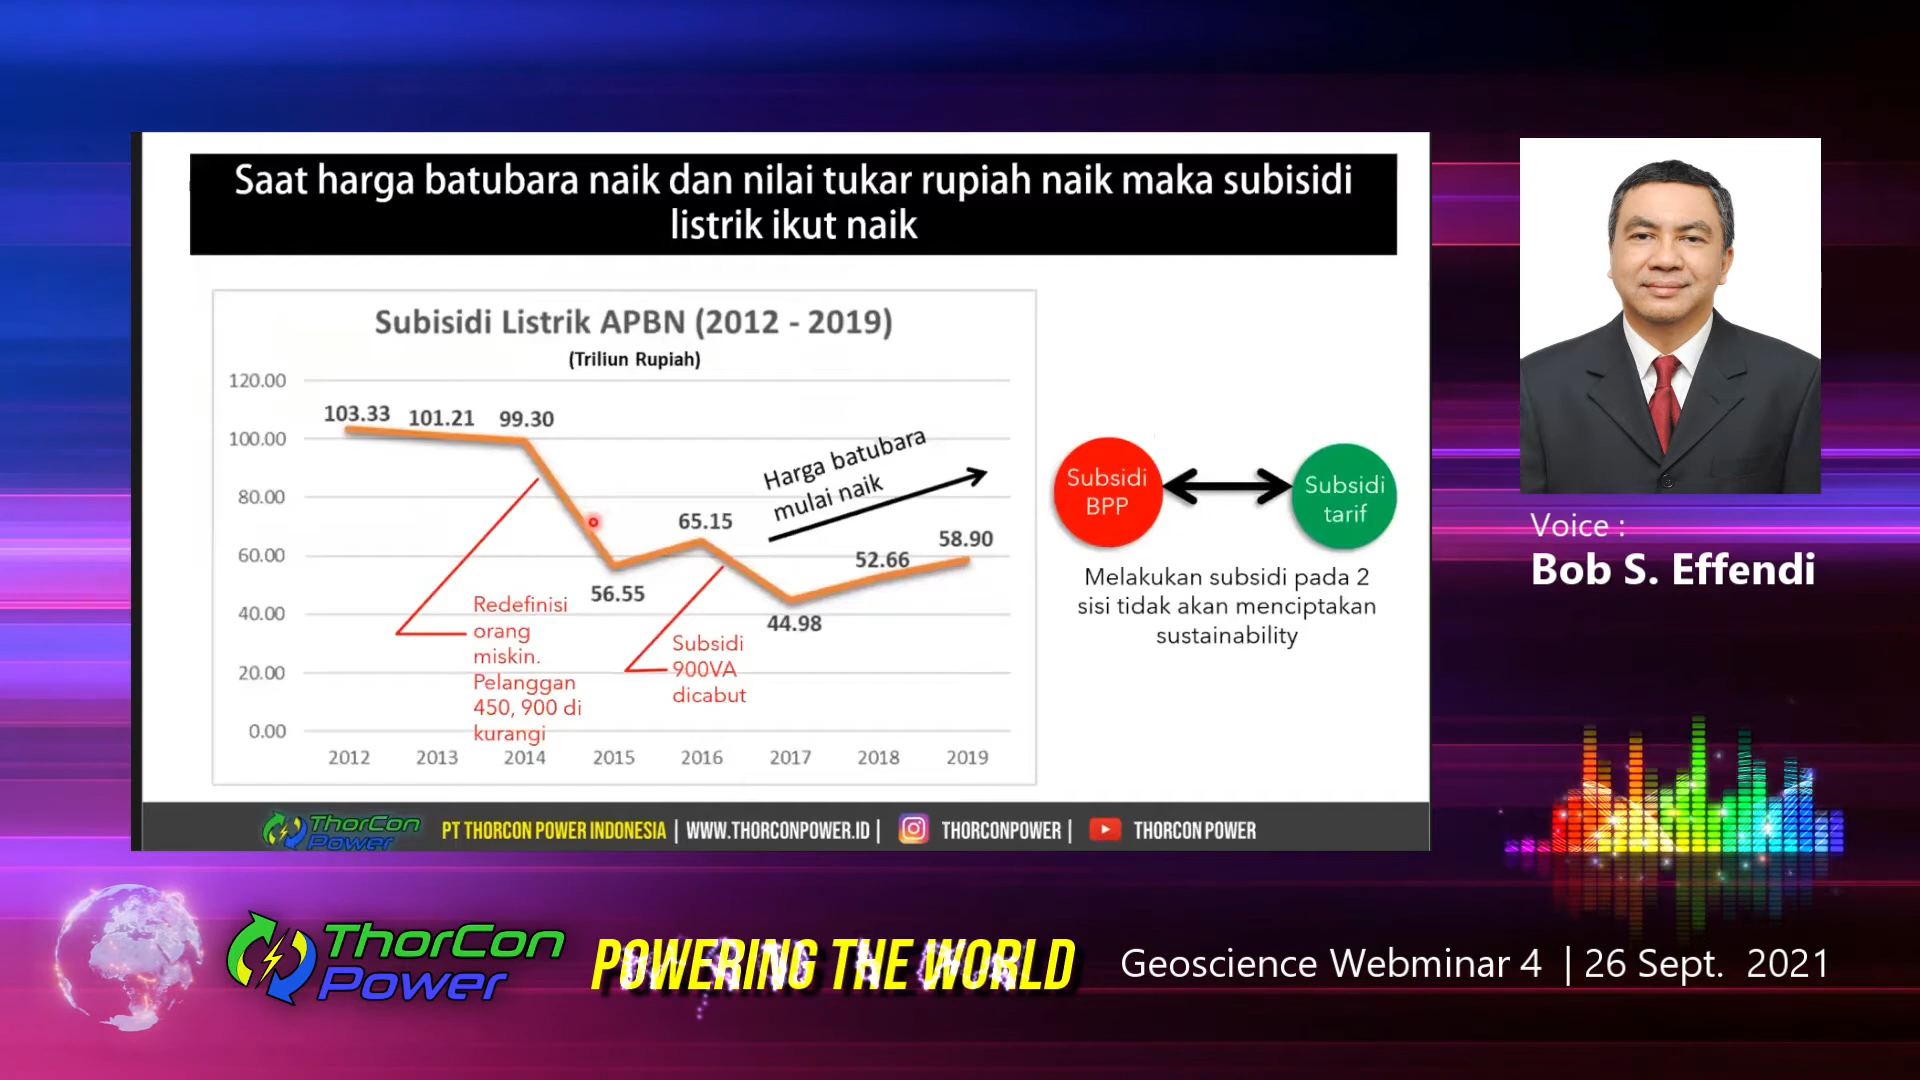 Saat harga batubara naik dan nilai tukar rupiah naik maka subisidi
listrik ikut naik
Subisidi Listrik APBN (2012 - 2019)
(Triliun Rupiah)
120.00
100.00
80.00
60.00
40.00
20.00
0.00
103.33
101.21
99.30
56.55
65.15
44.98
52.66
58.90
Harga batubara
mulai naik
Redefinisi
orang
miskin.
Pelanggan
450, 900 di
kurangi
Subsidi
900VA
dicabut
2012 2013 2014 2015 2016 2017 2018 2019
Subsidi
BPP
Subsidi
tarif
Melakukan subsidi pada 2
sisi tidak akan menciptakan
sustainability
ThorCon
Power
PT THORCON POWER INDONESIA | WWW.THORCONPOWER.ID | THORCONPOWER | THORCON POWER
Voice :
Bob S. Effendi
ThorCon
Power
POWERING THE WORLD
Geoscience Webminar 4 | 26 Sept. 2021